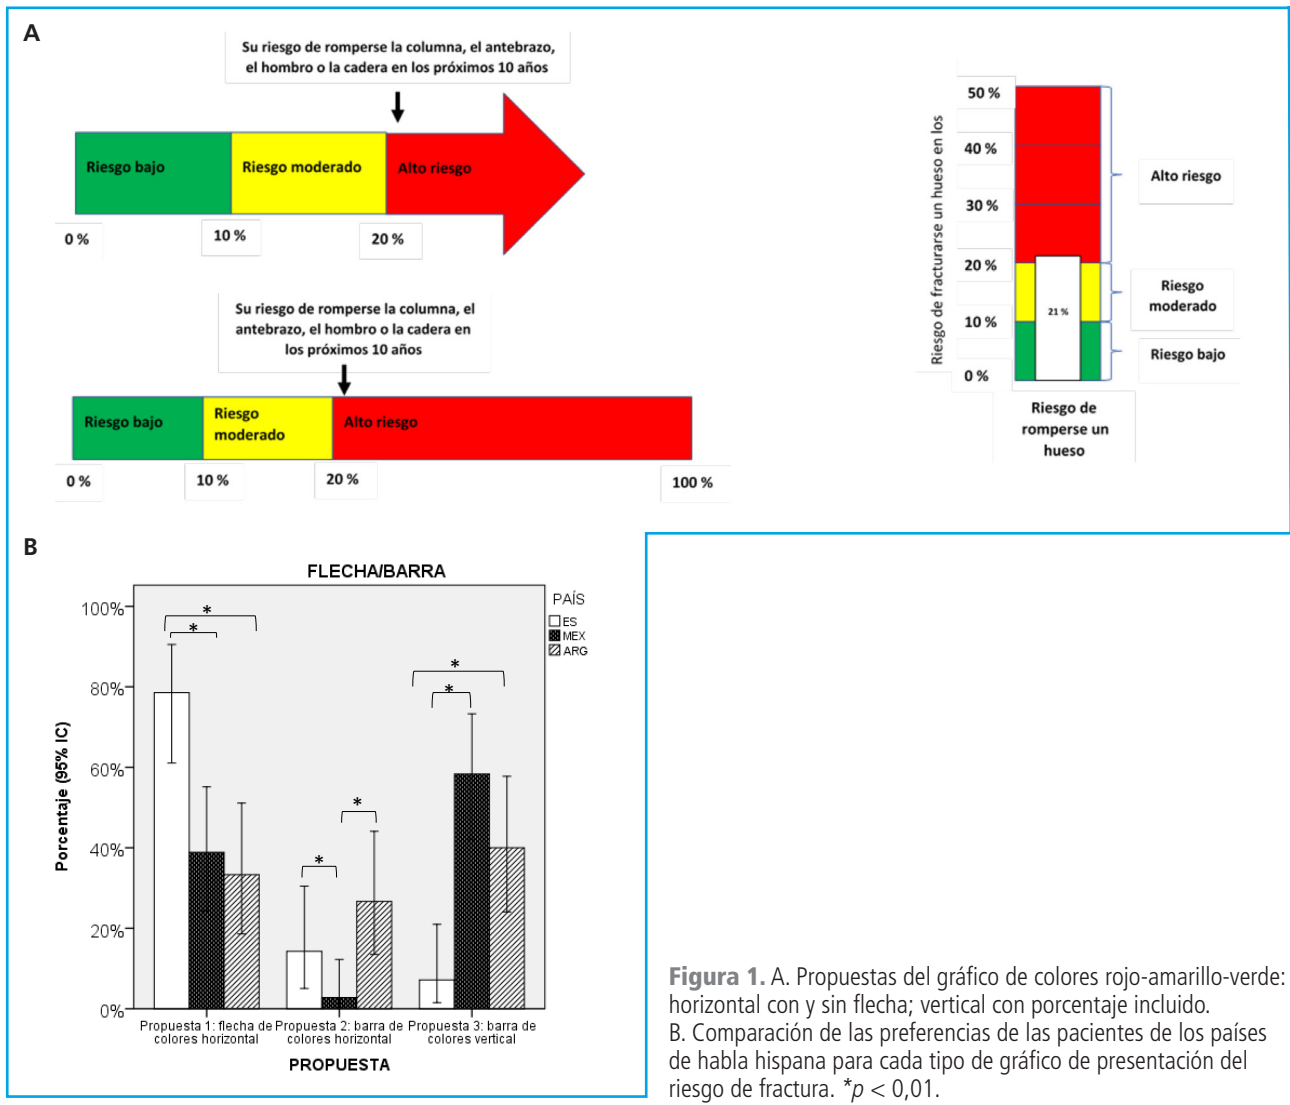 A
Su riesgo de romperse la columna, el antebrazo,
el hombro o la cadera en los próximos 10 años
Riesgo bajo
Riesgo moderado
Alto riesgo
0 %
10 %
20 %
Su riesgo de romperse la columna, el
antebrazo, el hombro o la cadera en
los próximos 10 años
Riesgo bajo
Riesgo
moderado
Alto riesgo
0 %
10 %
20 %
100 %
Riesgo de fracturarse un hueso en los
50 %
40 %
30 %
20 %
10 %
0 %
21 %
Alto riesgo
Riesgo
moderado
Riesgo bajo
Riesgo de
romperse un
hueso
B
FLECHA/BARRA
PAÍS
ES
MEX
ARG
Porcentaje (95% IC)
100%
80%
60%
40%
20%
0%
*
*
*
*
*
*
Propuesta 1: flecha de
colores horizontal
Propuesta 2: barra de
colores horizontal
Propuesta 3: barra de
colores vertical
PROPUESTA
Figura 1. A. Propuestas del gráfico de colores rojo-amarillo-verde:
horizontal con y sin flecha; vertical con porcentaje incluido.
B. Comparación de las preferencias de las pacientes de los países
de habla hispana para cada tipo de gráfico de presentación del
riesgo de fractura. *p < 0,01.